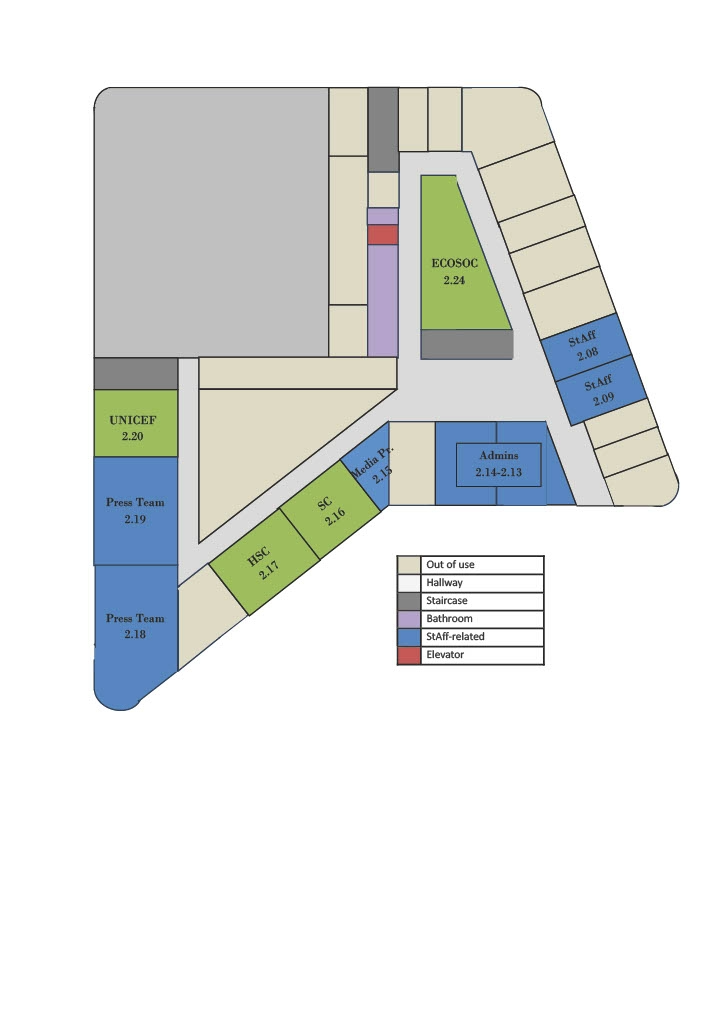 ECOSOC
2.24
StAff
2.08
StAff
2.09
UNICEF
2.20
Press Team
2.19
Press Team
2.18
Media Pr.
2.15
SC
2.16
HSC
2.17
Admins
2.14-2.13
Out of use
Hallway
Staircase
Bathroom
StAff-related
Elevator